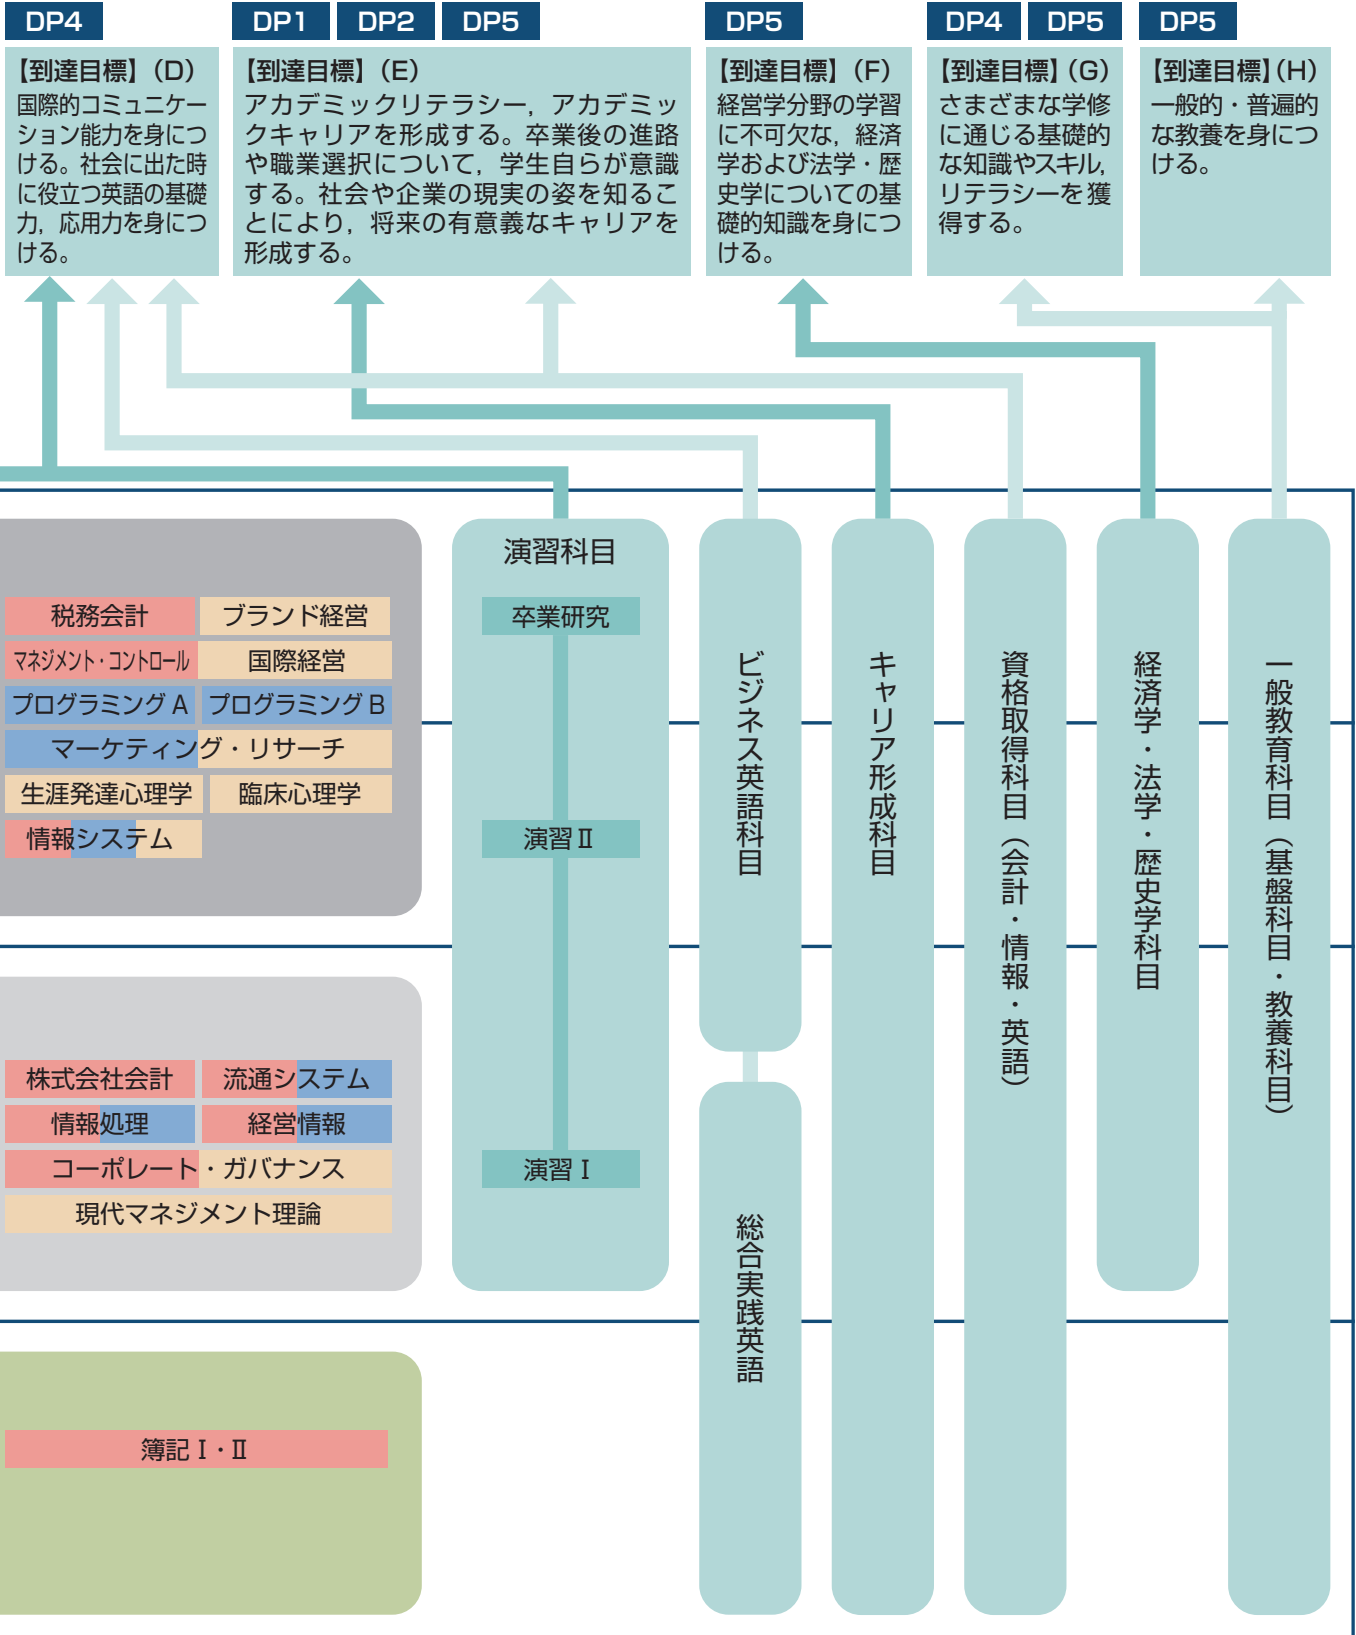 DP4
DP1 DP2 DP5
DP5
DP4 DP5
DP5
【到達目標】(D)
国際的コミュニケー
ション能力を身につ
ける。社会に出た時
に役立つ英語の基礎
力，応用力を身につ
ける。
【到達目標】(E)
アカデミックリテラシー，アカデミッ
クキャリアを形成する。卒業後の進路
や職業選択について，学生自らが意識
する。社会や企業の現実の姿を知るこ
とにより，将来の有意義なキャリアを
形成する。
【到達目標】(F)
経営学分野の学習
に不可欠な，経済
学および法学・歴
史学についての基
礎的知識を身につ
ける。
【到達目標】(G)
さまざまな学修
に通じる基礎的
な知識やスキル，
リテラシーを獲
得する。
【到達目標】(H)
一般的・普遍的
な教養を身につ
ける。
税務会計
ブランド経営
マネジメント・コントロール
国際経営
プログラミングA
プログラミングB
マーケティング・リサーチ
生涯発達心理学
臨床心理学
情報システム
株式会社会計
流通システム
情報処理
経営情報
コーポレート・ガバナンス
現代マネジメント理論
簿記Ⅰ・Ⅱ
演習科目
卒業研究
演習Ⅱ
演習Ⅰ
ビジネス英語科目
総合実践英語
キャリア形成科目
資格取得科目（会計・情報・英語）
経済学・法学・歴史学科目
一般教育科目（基盤科目・教養科目）